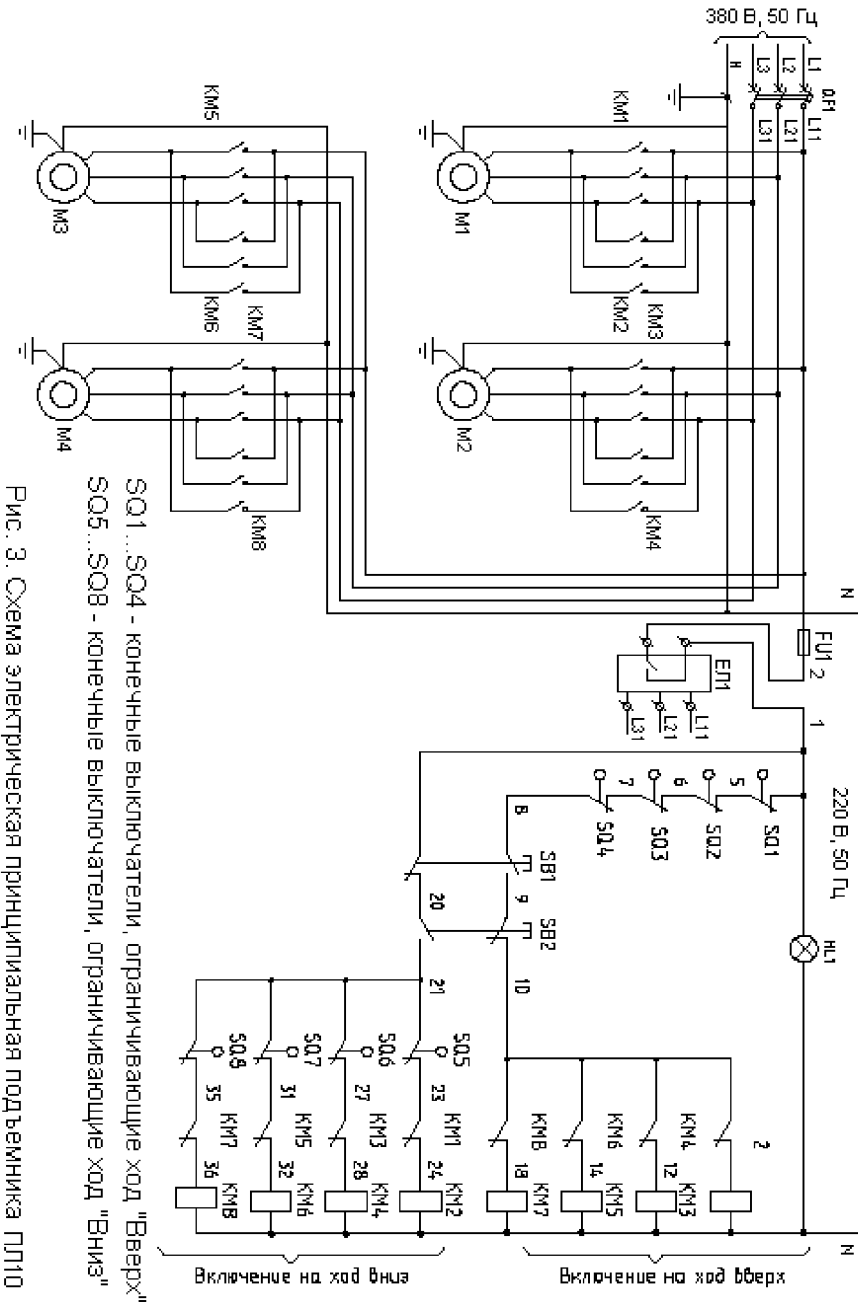 380 В, 50 Гц
L1
L2
L3
N
QF1
L11
L21
L31
KM1
KM2
KM3
KM4
M1
M2
KM5
KM6
KM7
KM8
M3
M4
N
FU1
2
1
ЕЛ1
L11
L21
L31
220 В, 50 Гц
HL1
5
SQ1
6
SQ2
7
SQ3
SQ4
8
SB1
9
20
SB2
10
21
KM4
2
KM6
12
KM3
KM8
14
KM5
18
KM7
SQ5
23
KM1
24
KM2
SQ6
27
KM3
28
KM4
SQ7
31
KM5
32
KM6
SQ8
35
KM7
36
KM8
N
Включение на ход вверх
Включение на ход вниз
SQ1...SQ4 - конечные выключатели, ограничивающие ход "Вверх"
SQ5...SQ8 - конечные выключатели, ограничивающие ход "Вниз"
Рис. 3. Схема электрическая принципиальная подъемника ПЛ10